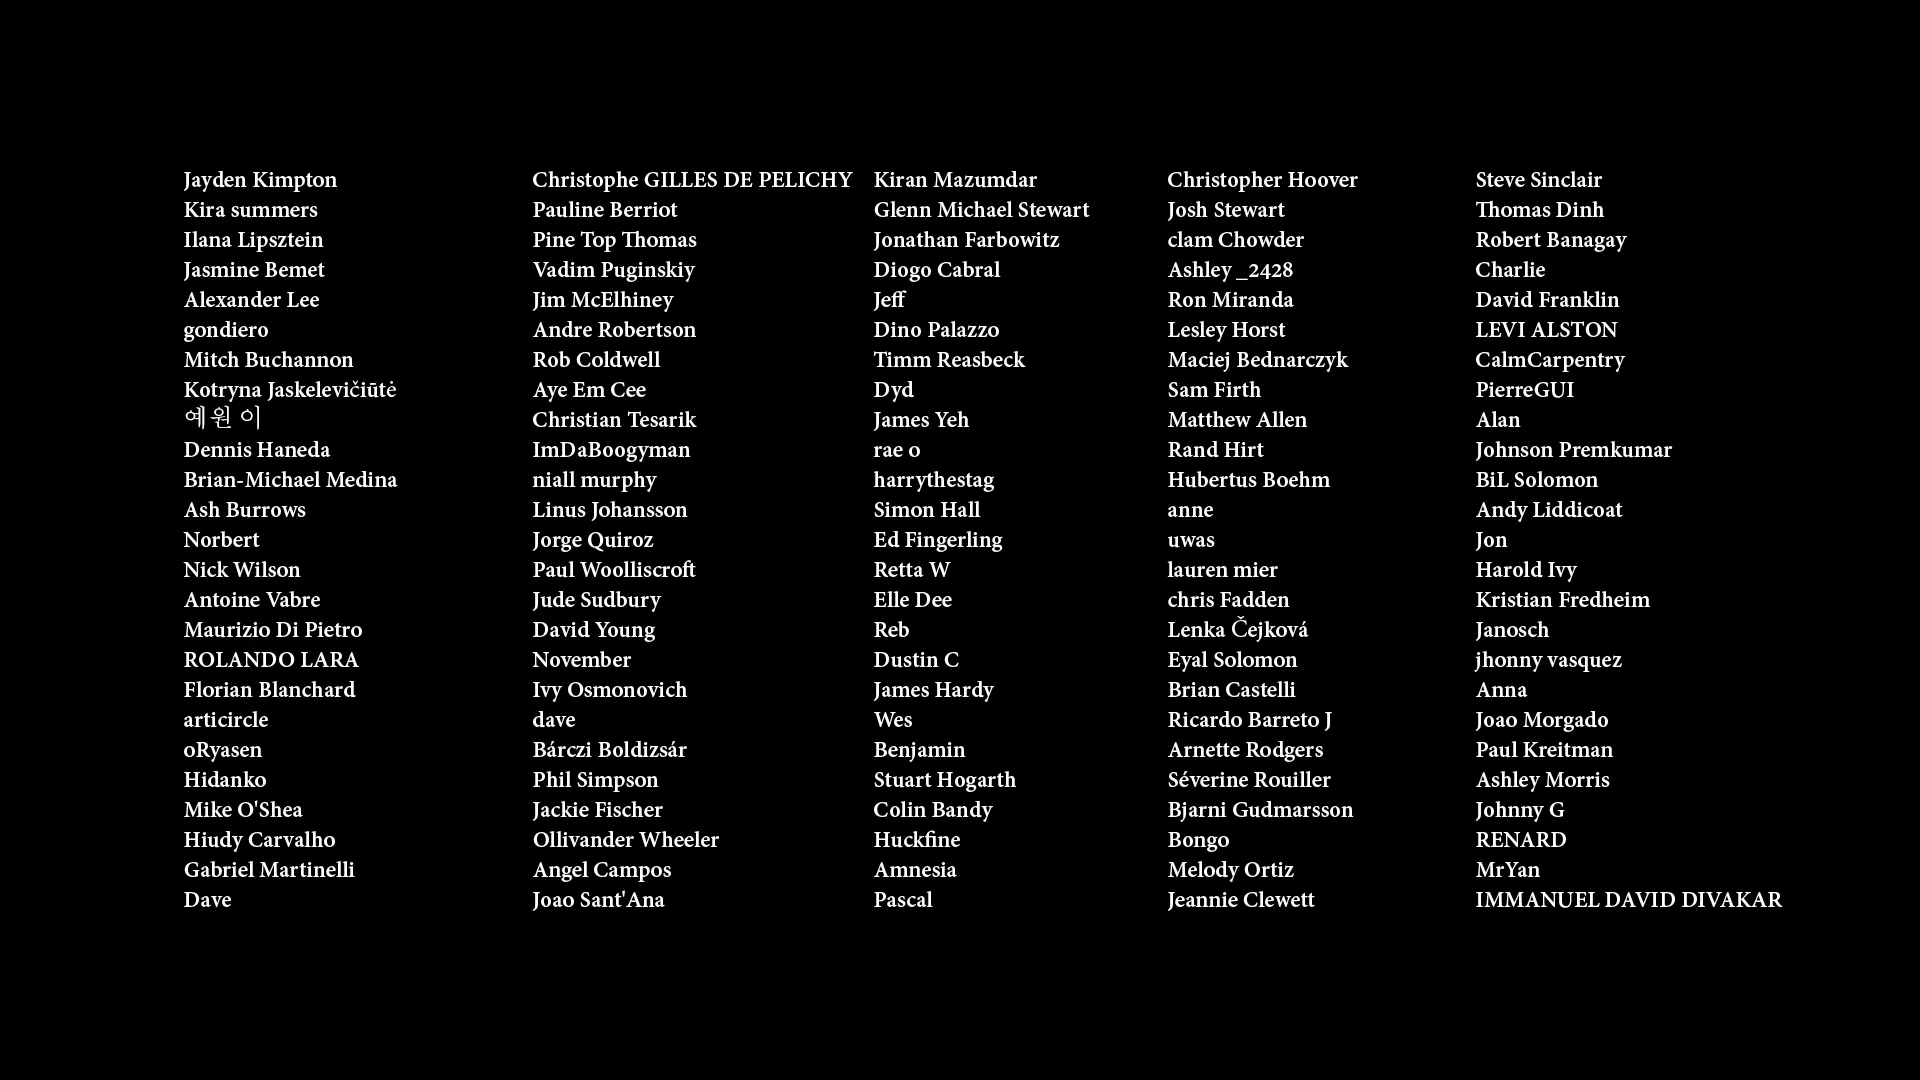 Jayden Kimpton
Kira summers
Ilana Lipsztein
Jasmine Bemet
Alexander Lee
gondiero
Mitch Buchannon
Kotryna Jaskelevičiūtė
예원 이
Dennis Haneda
Brian-Michael Medina
Ash Burrows
Norbert
Nick Wilson
Antoine Vabre
Maurizio Di Pietro
ROLANDO LARA
Florian Blanchard
articircle
oRyasen
Hidanko
Mike O'Shea
Hiudy Carvalho
Gabriel Martinelli
Dave
Christophe GILLES DE PELICHY
Pauline Berriot
Pine Top Thomas
Vadim Puginskiy
Jim McElhiney
Andre Robertson
Rob Coldwell
Aye Em Cee
Christian Tesarik
ImDaBoogyman
niall murphy
Linus Johansson
Jorge Quiroz
Paul Woolliscroft
Jude Sudbury
David Young
November
Ivy Osmonovich
dave
Bárczi Boldizsár
Phil Simpson
Jackie Fischer
Ollivander Wheeler
Angel Campos
Joao Sant'Ana
Kiran Mazumdar
Glenn Michael Stewart
Jonathan Farbowitz
Diogo Cabral
Jeff
Dino Palazzo
Timm Reasbeck
Dyd
James Yeh
rae o
harrythestag
Simon Hall
Ed Fingerling
Retta W
Elle Dee
Reb
Dustin C
James Hardy
Wes
Benjamin
Stuart Hogarth
Colin Bandy
Huckfine
Amnesia
Pascal
Christopher Hoover
Josh Stewart
clam Chowder
Ashley _2428
Ron Miranda
Lesley Horst
Maciej Bednarczyk
Sam Firth
Matthew Allen
Rand Hirt
Hubertus Boehm
anne
uwas
lauren mier
chris Fadden
Lenka Čejková
Eyal Solomon
Brian Castelli
Ricardo Barreto J
Arnette Rodgers
Séverine Rouiller
Bjarni Gudmarsson
Bongo
Melody Ortiz
Jeannie Clewett
Steve Sinclair
Thomas Dinh
Robert Banagay
Charlie
David Franklin
LEVI ALSTON
CalmCarpentry
PierreGUI
Alan
Johnson Premkumar
BiL Solomon
Andy Liddicoat
Jon
Harold Ivy
Kristian Fredheim
Janosch
jhonny vasquez
Anna
Joao Morgado
Paul Kreitman
Ashley Morris
Johnny G
RENARD
MrYan
IMMANUEL DAVID DIVAKAR